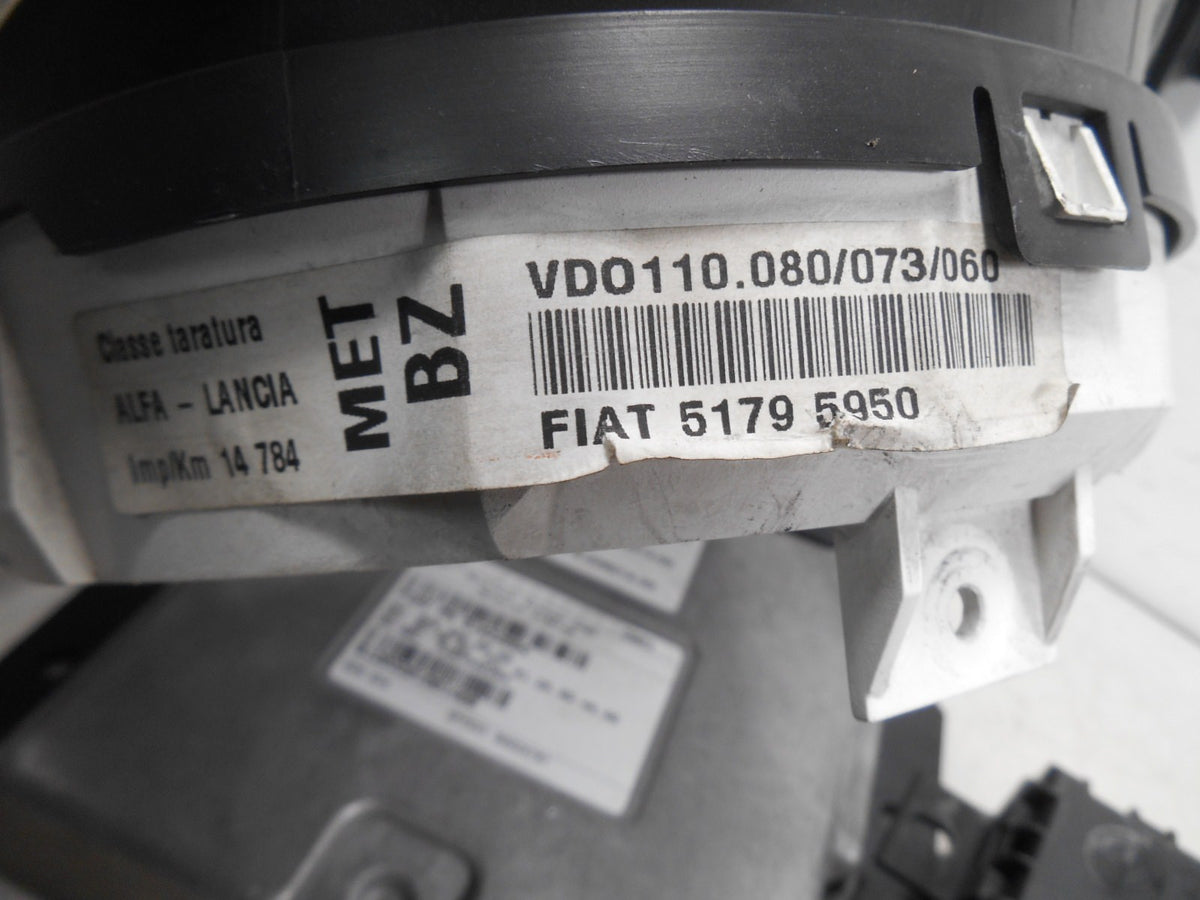 Classe taratura
ALFA - LANCIA
Imp/Km 14 784
MET
BZ
VDO110.080/073/060
FIAT 5179 5950